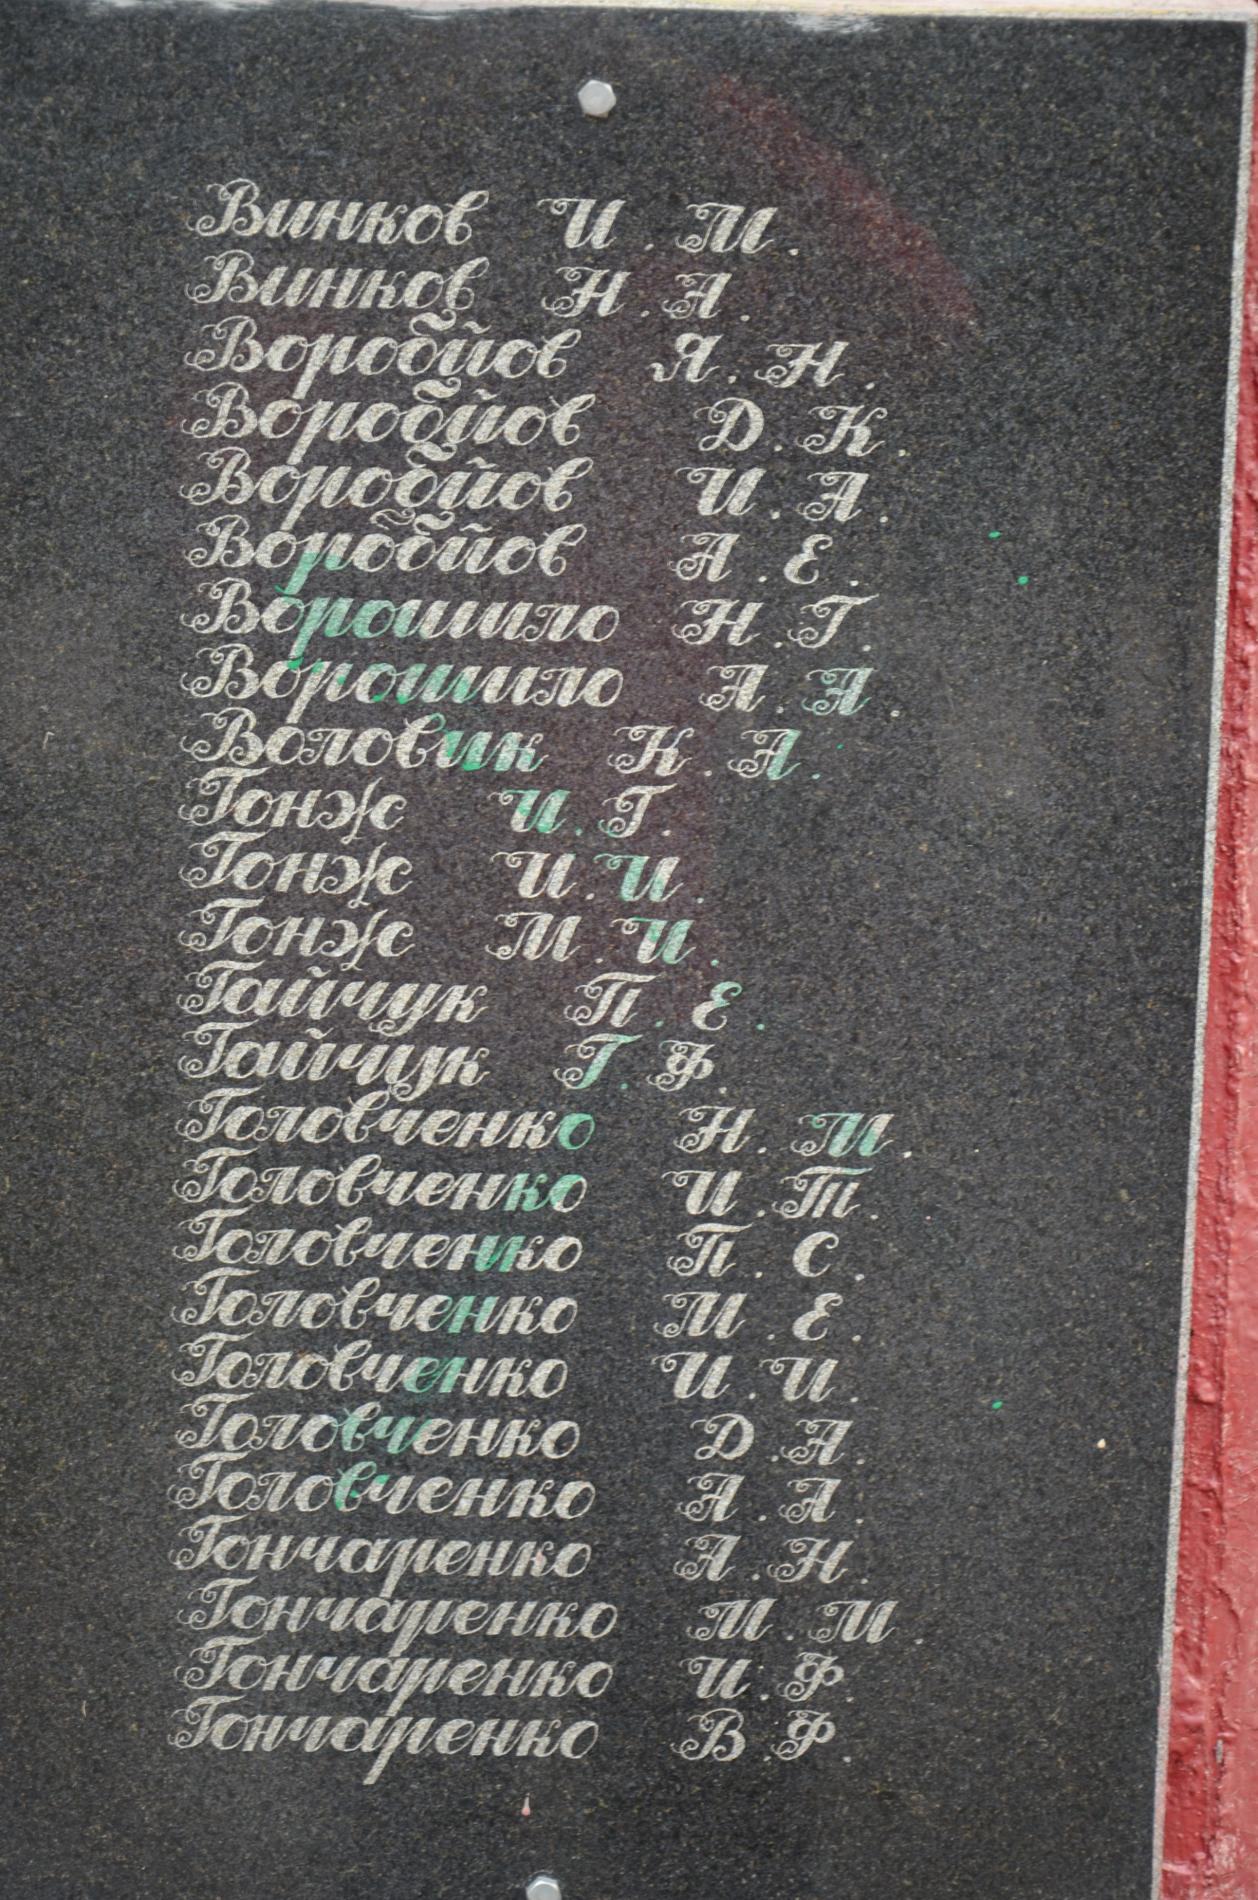 Винков И. М.
Винков Н. А.
Воробйов Я. Н.
Воробйов Д. К.
Воробйов И. А.
Воробйов А. Е.
Ворошило Н. Г.
Ворошило А. А.
Воловик К. А.
Гонж И. Г.
Гонж И. И.
Гонж М. И.
Гайчук П. Е.
Гайчук Г. Ф.
Головченко Н. М.
Головченко И. Т.
Головченко П. С.
Головченко М. Е.
Головченко И. И.
Головченко Д. А.
Головченко А. А.
Гончаренко А. Н.
Гончаренко М. М.
Гончаренко И. Ф.
Гончаренко В. Ф.